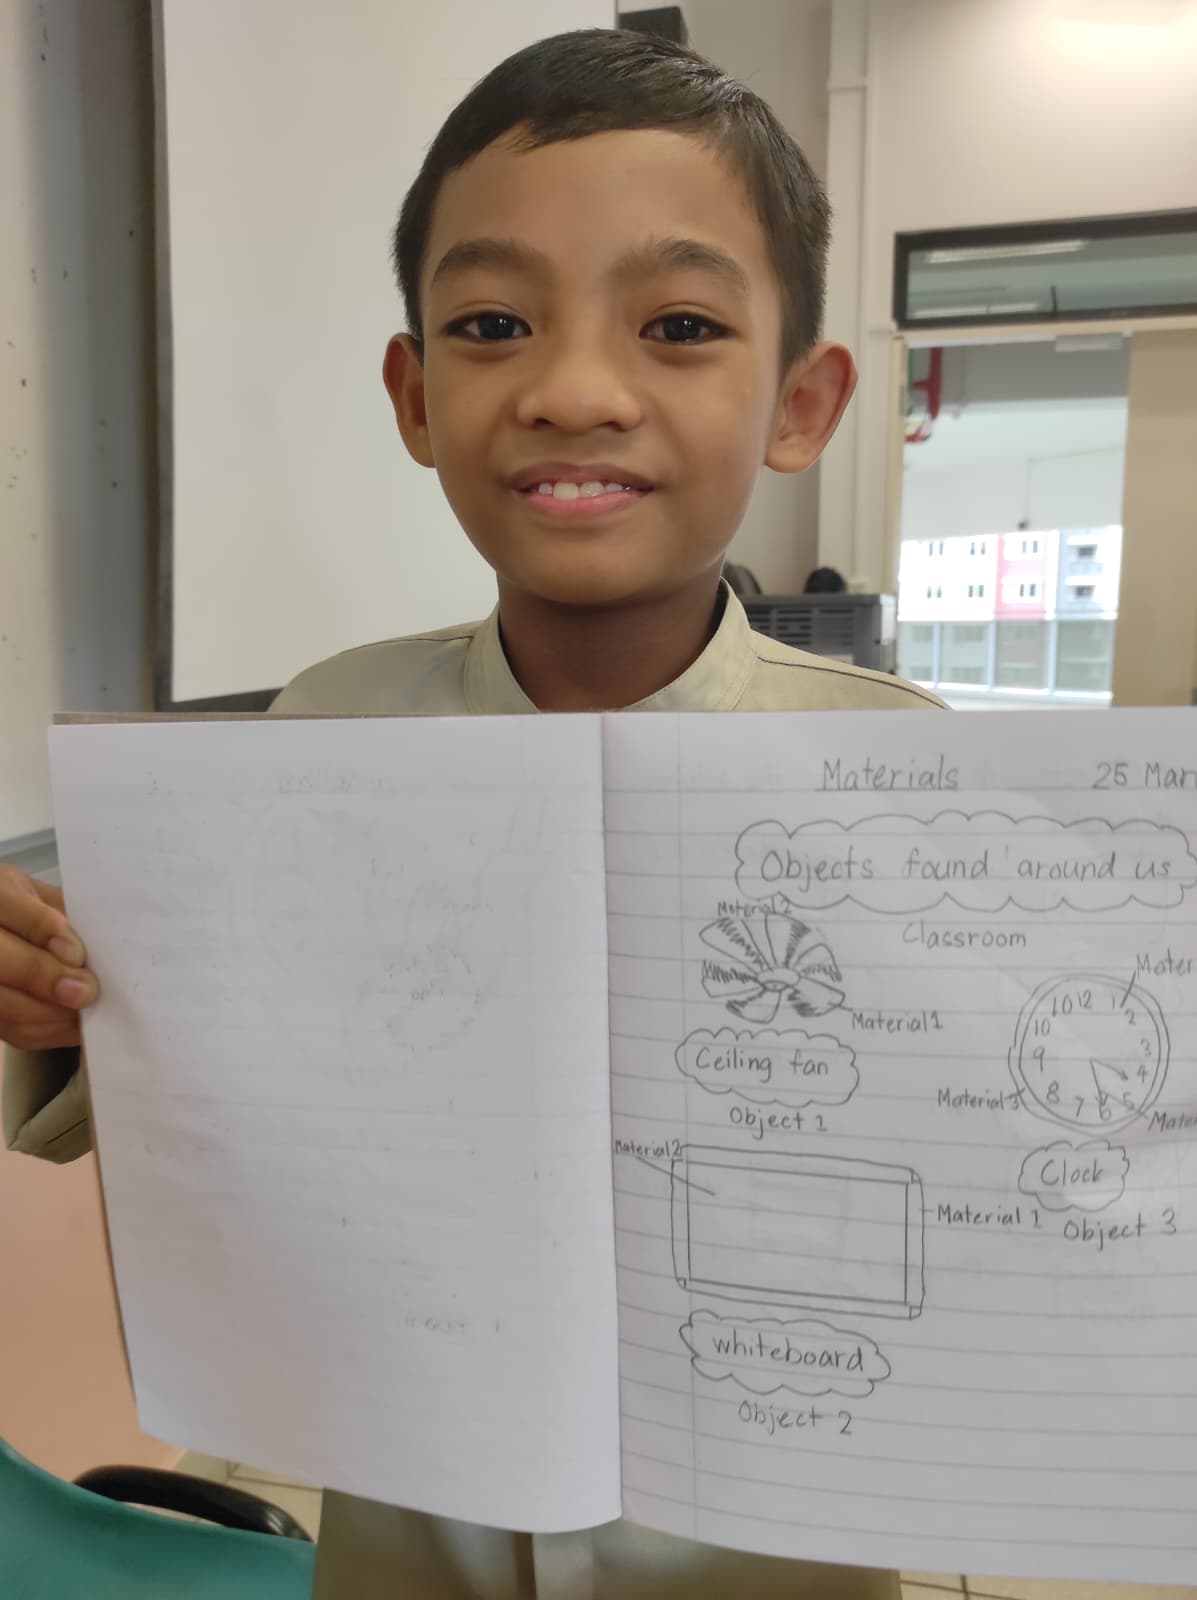 Materials 25 Mar
Objects found around us
Classroom
Material 2
Material 1
Ceiling fan
Object 1
Mater
10 12 1
2
10
3
9
4
8
7
6
5
Material 3
Mater
Clock
Object 3
Material 2
Material 1
whiteboard
Object 2